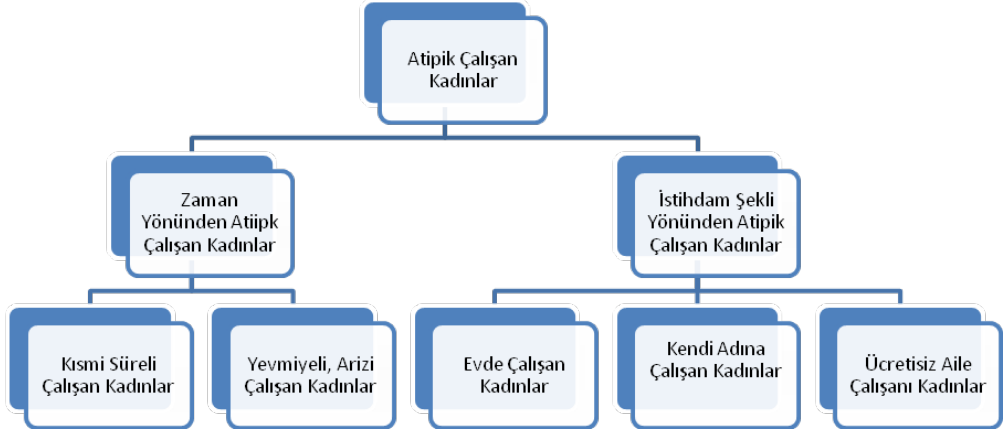 Atipik Çalışan
Kadınlar
Zaman
Yönünden Atiipk
Çalışan Kadınlar
İstihdam Şekli
Yönünden Atipik
Çalışan Kadınlar
Kısmi Süreli
Çalışan Kadınlar
Yevmiyeli, Arizi
Çalışan Kadınlar
Evde Çalışan
Kadınlar
Kendi Adına
Çalışan Kadınlar
Ücretisiz Aile
Çalışanı Kadınlar